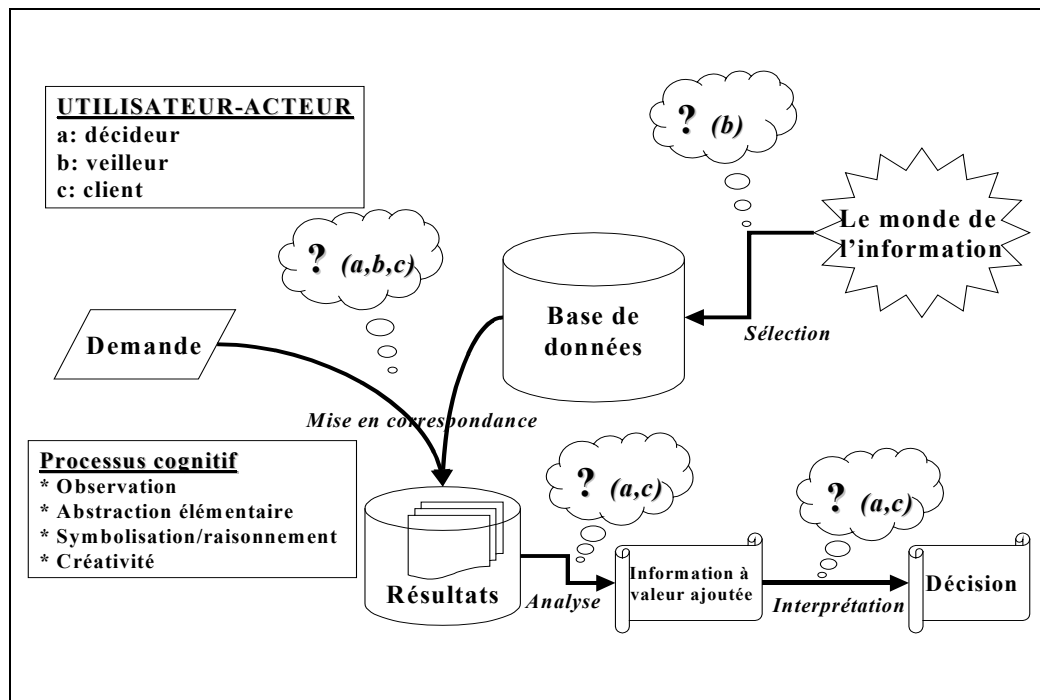 UTILISATEUR-ACTEUR
a: décideur
b: veilleur
c: client
? (b)
Le monde de
l’information
? (a,b,c)
Base de
données
Sélection
Demande
Mise en correspondance
Processus cognitif
* Observation
* Abstraction élémentaire
* Symbolisation/raisonnement
* Créativité
? (a,c)
? (a,c)
Résultats
Analyse
Information à
valeur ajoutée
Interprétation
Décision